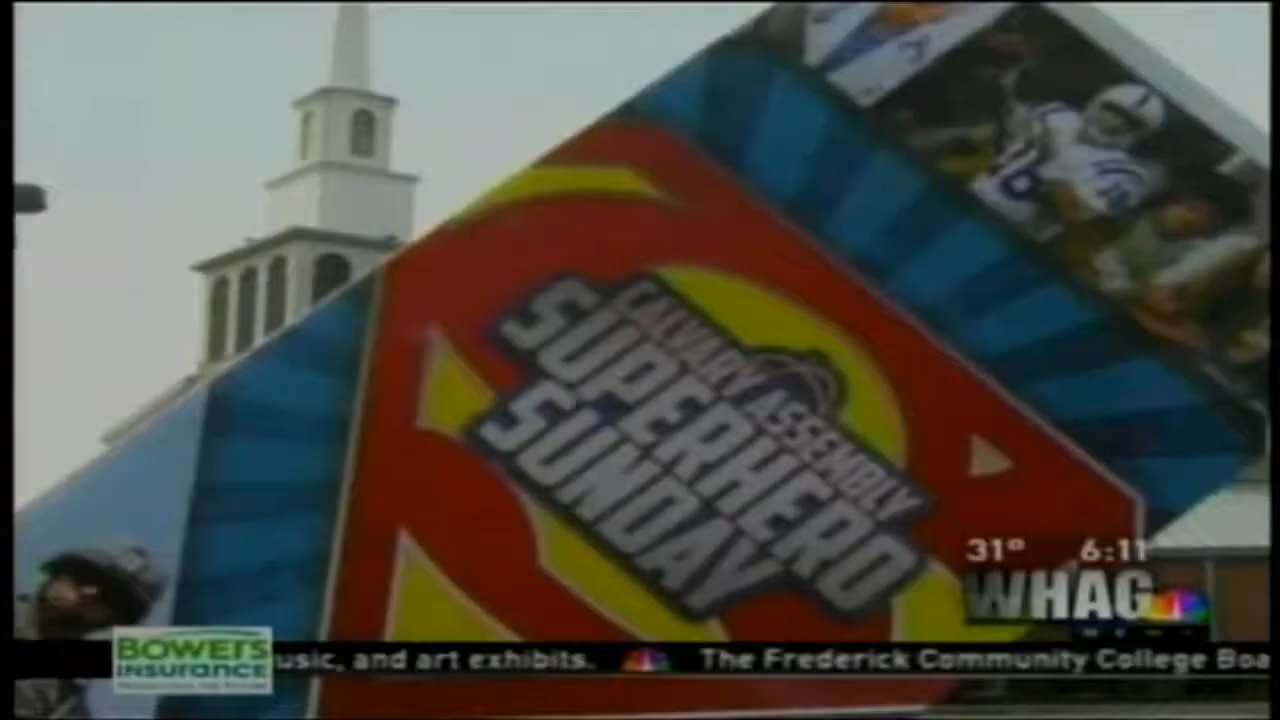 CALVARY ASSEMBLY
SUPERHERO
SUNDAY
18
31° 6:11
WHAG
BOWERS
INSURANCE
usic, and art exhibits. The Frederick Community College Boa